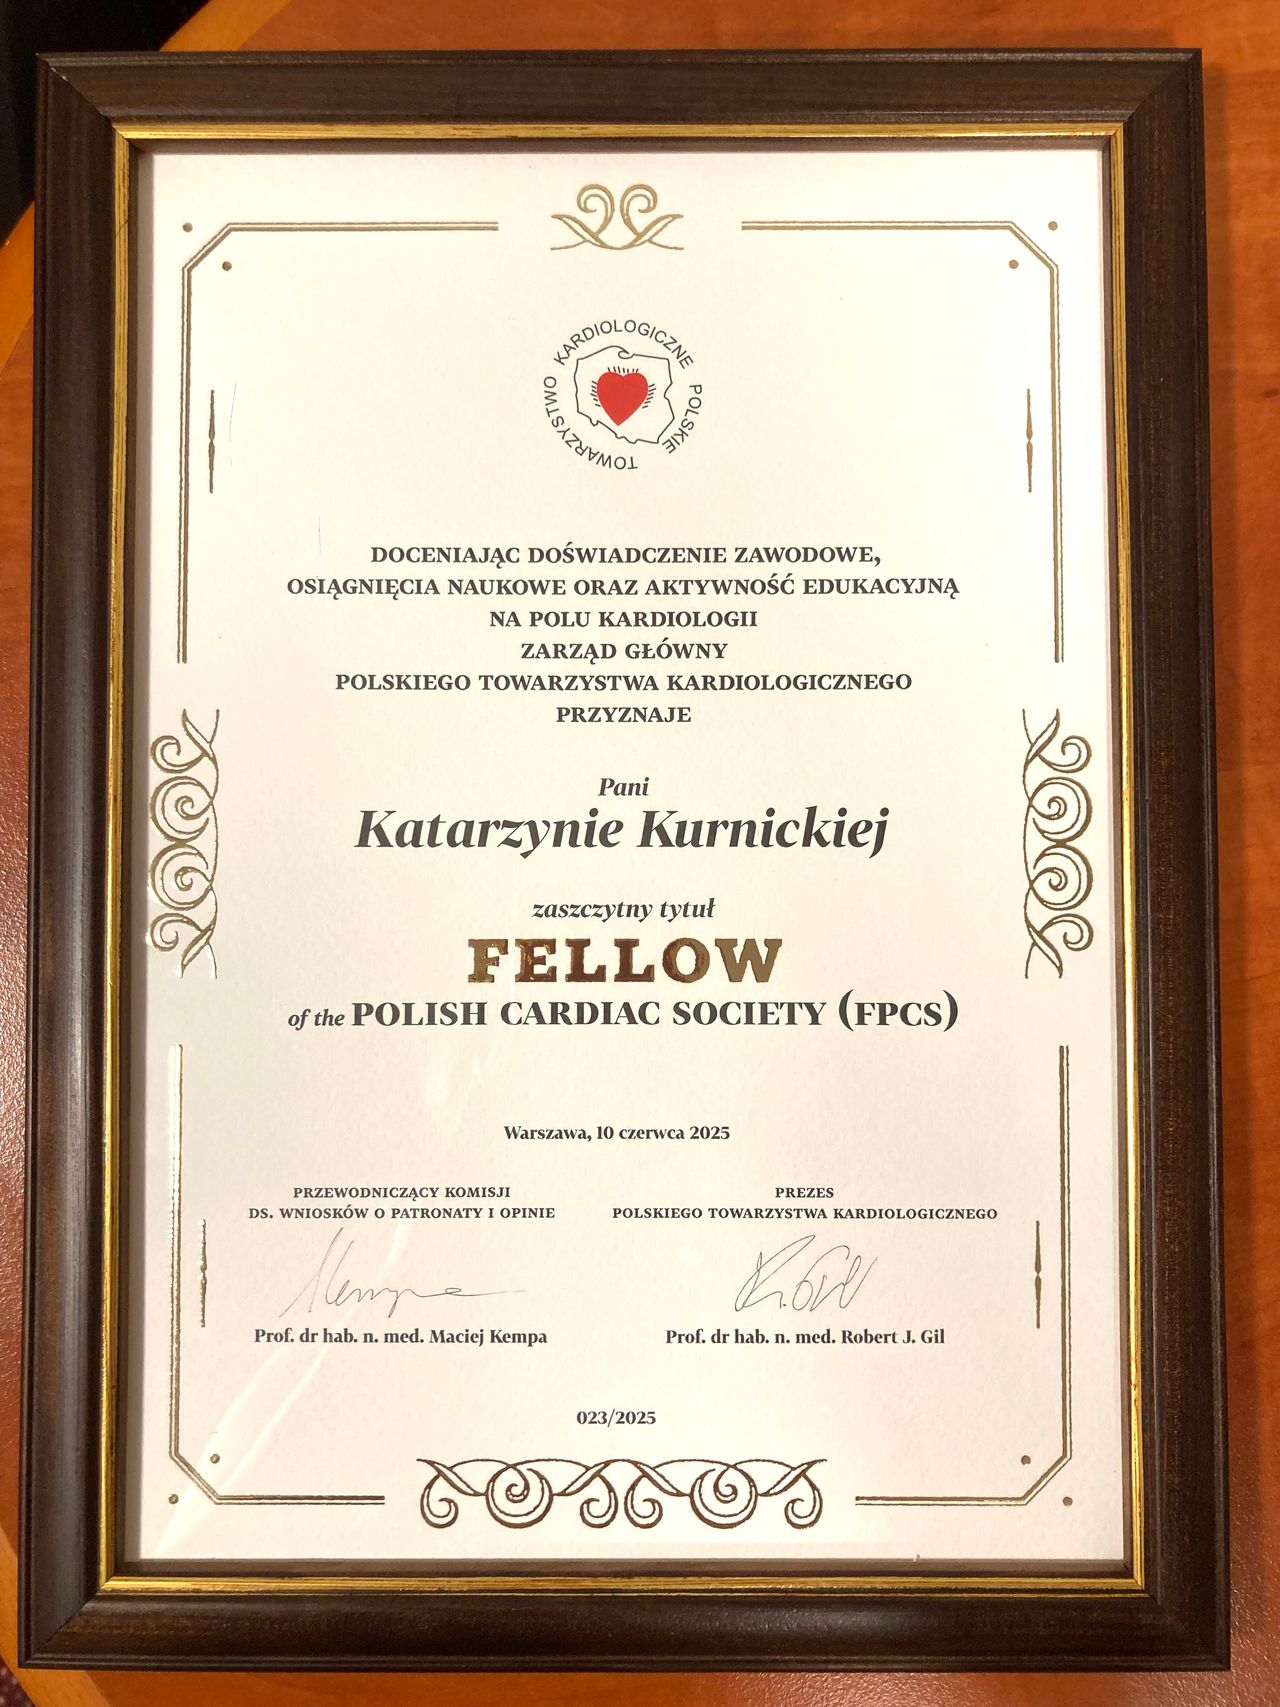 POLSKIE TOWARZYSTWO KARDIOLOGICZNE
DOCENIAJĄC DOŚWIADCZENIE ZAWODOWE,
OSIĄGNIĘCIA NAUKOWE ORAZ AKTYWNOŚĆ EDUKACYJNĄ
NA POLU KARDIOLOGII
ZARZĄD GŁÓWNY
POLSKIEGO TOWARZYSTWA KARDIOLOGICZNEGO
PRZYZNAJE
Pani
Katarzynie Kurnickiej
zaszczytny tytuł
FELLOW
of the POLISH CARDIAC SOCIETY (FPCS)
Warszawa, 10 czerwca 2025
PRZEWODNICZĄCY KOMISJI
DS. WNIOSKÓW O PATRONATY I OPINIE
MKempa
Prof. dr hab. n. med. Maciej Kempa
PREZES
POLSKIEGO TOWARZYSTWA KARDIOLOGICZNEGO
R. Gil
Prof. dr hab. n. med. Robert J. Gil
023/2025